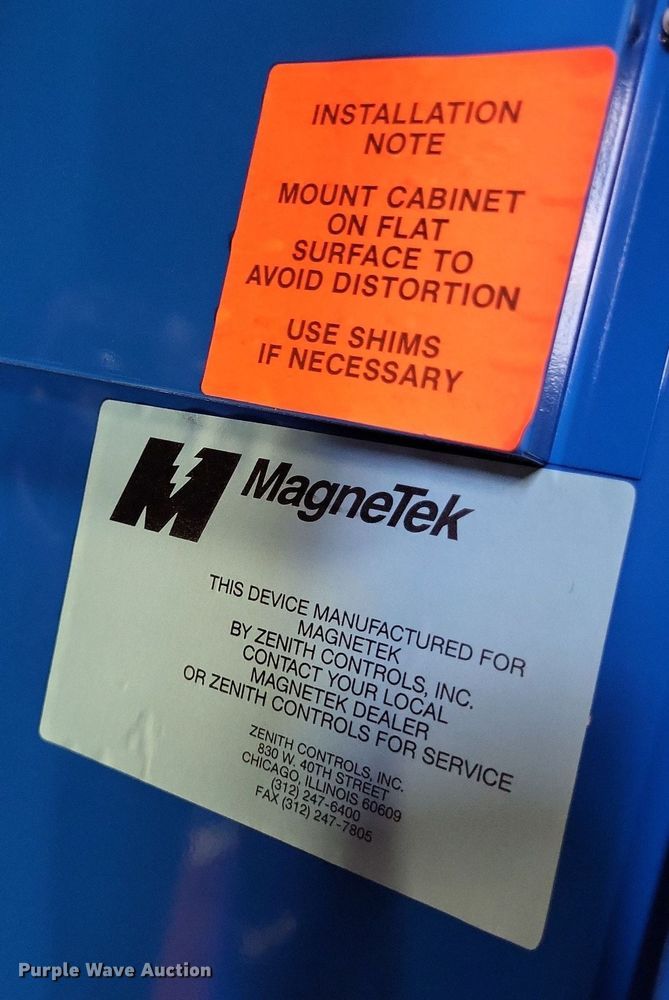 INSTALLATION
NOTE
MOUNT CABINET
ON FLAT
SURFACE TO
AVOID DISTORTION
USE SHIMS
IF NECESSARY
MagneTek
THIS DEVICE MANUFACTURED FOR
MAGNETEK
BY ZENITH CONTROLS, INC.
CONTACT YOUR LOCAL
MAGNETEK DEALER
OR ZENITH CONTROLS FOR SERVICE
ZENITH CONTROLS, INC.
830 W. 40TH STREET
CHICAGO, ILLINOIS 60609
(312) 247-6400
FAX (312) 247-7805
Purple Wave Auction